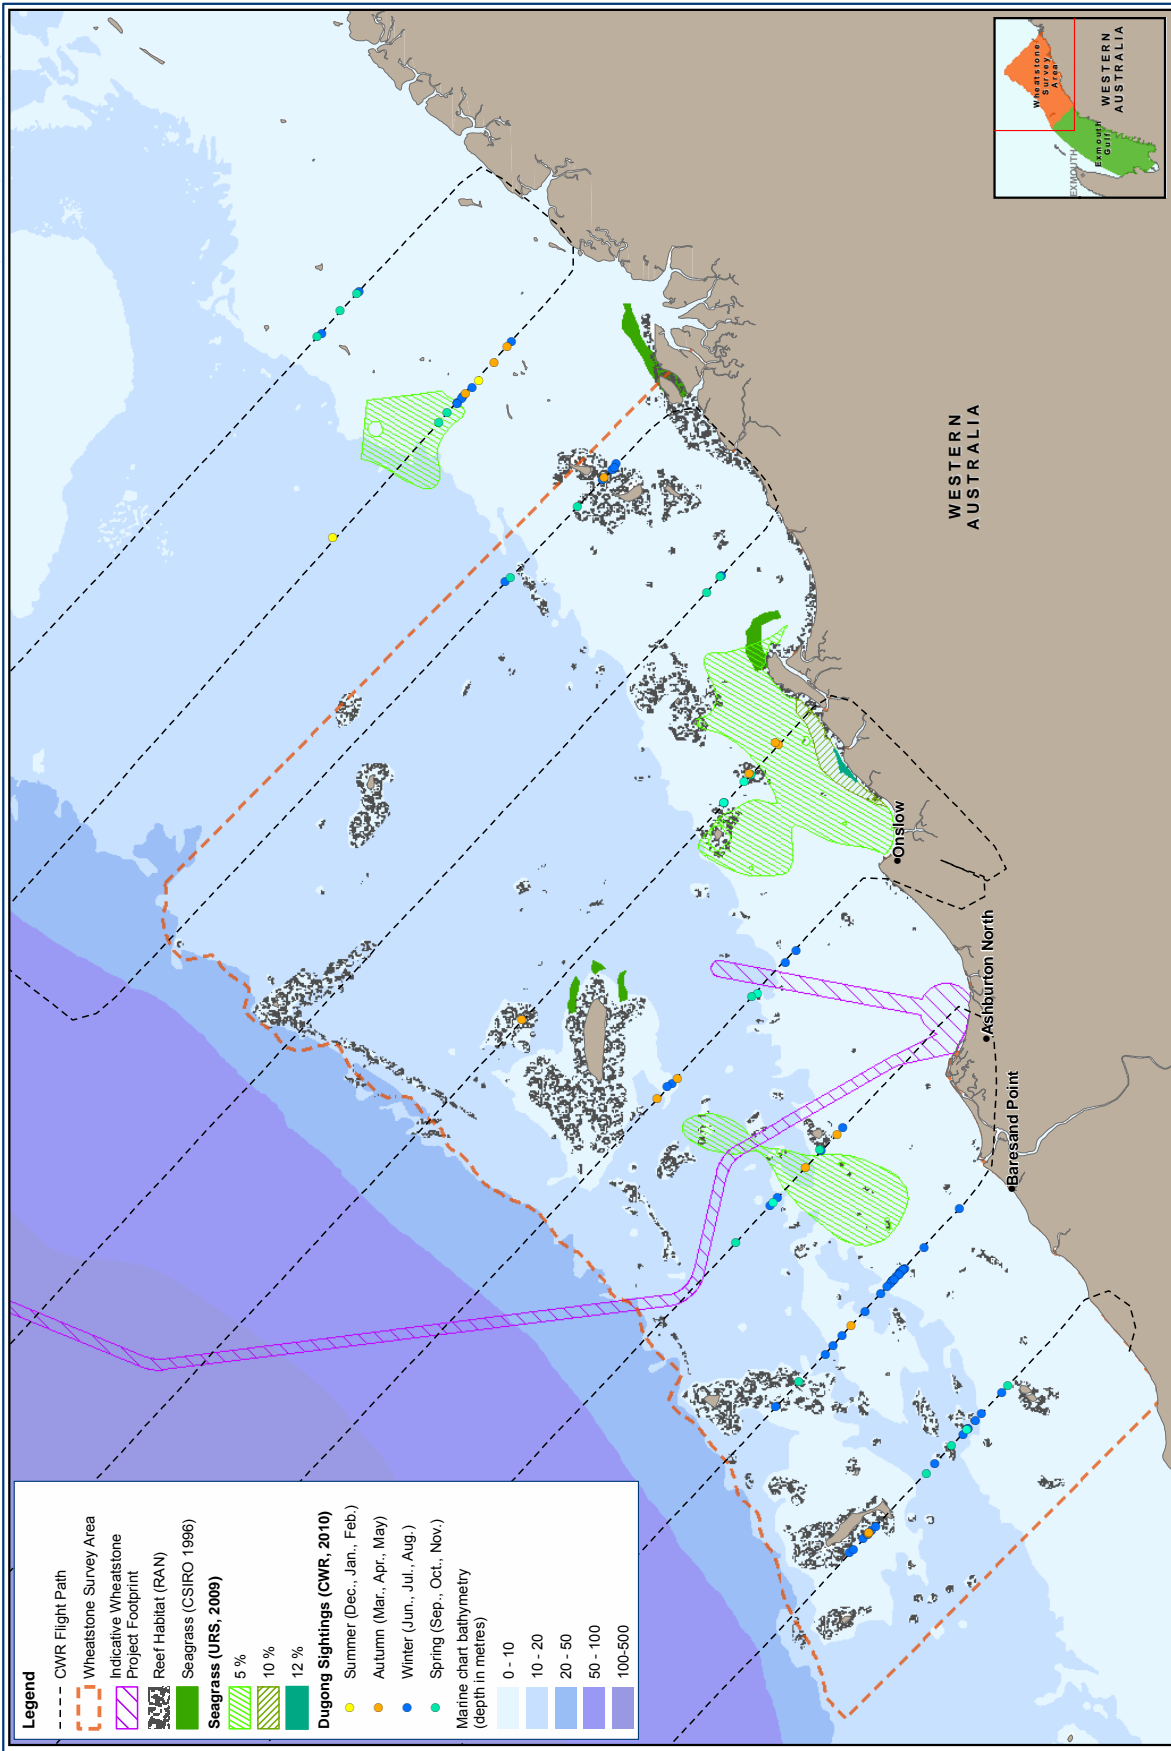 Legend
CWR Flight Path
Wheatstone Survey Area
Indicative Wheatstone
Project Footprint
Reef Habitat (RAN)
Seagrass (CSIRO 1996)
Seagrass (URS, 2009)
5 %
10 %
12 %
Dugong Sightings (CWR, 2010)
Summer (Dec., Jan., Feb.)
Autumn (Mar., Apr., May)
Winter (Jun., Jul., Aug.)
Spring (Sep., Oct., Nov.)
Marine chart bathymetry
(depth in metres)
0 - 10
10 - 20
20 - 50
50 - 100
100-500
Baresand Point
Ashburton North
Onslow
WESTERN
AUSTRALIA
EXMOUTH
Exmouth
Gulf
Wheatstone
Survey
Area
WESTERN
AUSTRALIA